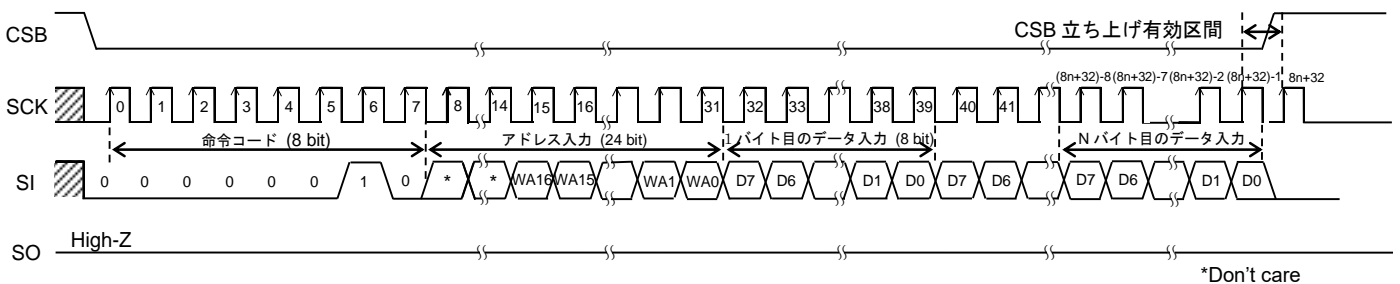 CSB
CSB 立ち上げ有効区間
(8n+32)-8 (8n+32)-7 (8n+32)-2 (8n+32)-1 8n+32
SCK 0 1 2 3 4 5 6 7 8 14 15 16 31 32 33 38 39 40 41
命令コード (8 bit) アドレス入力 (24 bit) 1 バイト目のデータ入力 (8 bit) N バイト目のデータ入力
SI 0 0 0 0 0 0 1 0 * * WA16 WA15 WA1 WA0 D7 D6 D1 D0 D7 D6 D7 D6 D1 D0
High-Z
SO
*Don't care